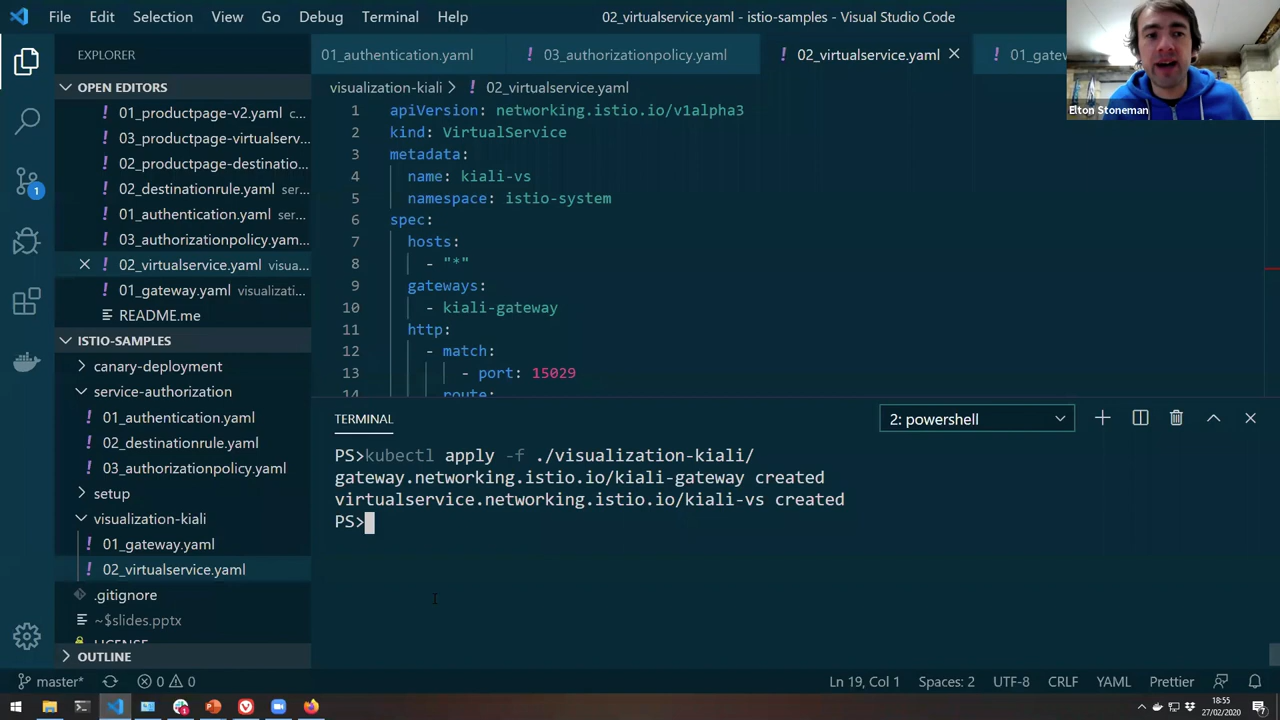 File Edit Selection View Go Debug Terminal Help
02_virtualservice.yaml - istio-samples - Visual Studio Code
Elton Stoneman
EXPLORER
OPEN EDITORS
01_productpage-v2.yaml c...
03_productpage-virtualserv...
02_productpage-destinatio...
02_destinationrule.yaml ser...
01_authentication.yaml ser...
03_authorizationpolicy.yam...
02_virtualservice.yaml visua...
01_gateway.yaml visualizati...
README.me
ISTIO-SAMPLES
canary-deployment
service-authorization
01_authentication.yaml
02_destinationrule.yaml
03_authorizationpolicy.yaml
setup
visualization-kiali
01_gateway.yaml
02_virtualservice.yaml
.gitignore
~$slides.pptx
OUTLINE
1
01_authentication.yaml
03_authorizationpolicy.yaml
02_virtualservice.yaml
visualization-kiali > 02_virtualservice.yaml
1 apiVersion: networking.istio.io/v1alpha3
2 kind: VirtualService
3 metadata:
4 name: kiali-vs
5 namespace: istio-system
6 spec:
7 hosts:
8 - "*"
9 gateways:
10 - kiali-gateway
11 http:
12 - match:
13 - port: 15029
14 route:
TERMINAL
2: powershell
PS>kubectl apply -f ./visualization-kiali/
gateway.networking.istio.io/kiali-gateway created
virtualservice.networking.istio.io/kiali-vs created
PS>
master* 0 0
Ln 19, Col 1 Spaces: 2 UTF-8 CRLF YAML Prettier
18:55
27/02/2020